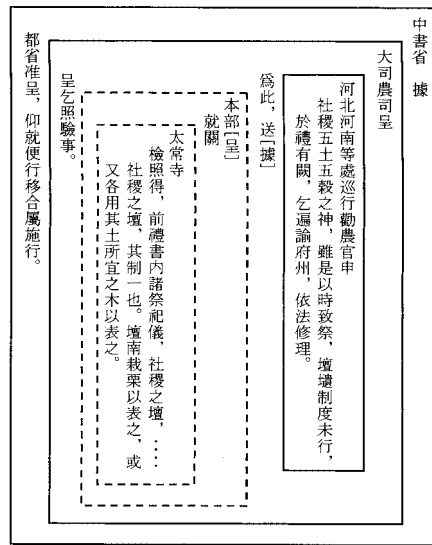 中書省　據
大司農司呈
河北河南等處巡行勸農官申
社稷五土五穀之神，雖是以時致祭，壇壝制度未行，
於禮有闕，乞遍諭府州，依法修理。
爲此，送［據］
本部［呈］
就關
太常寺
檢照得，前禮書内諸祭祀儀，社稷之壇，‥‥
社稷之壇，其制一也。壇南栽栗以表之，或
又各用其土所宜之木以表之。
呈乞照驗事。
都省准呈，仰就便行移合屬施行。